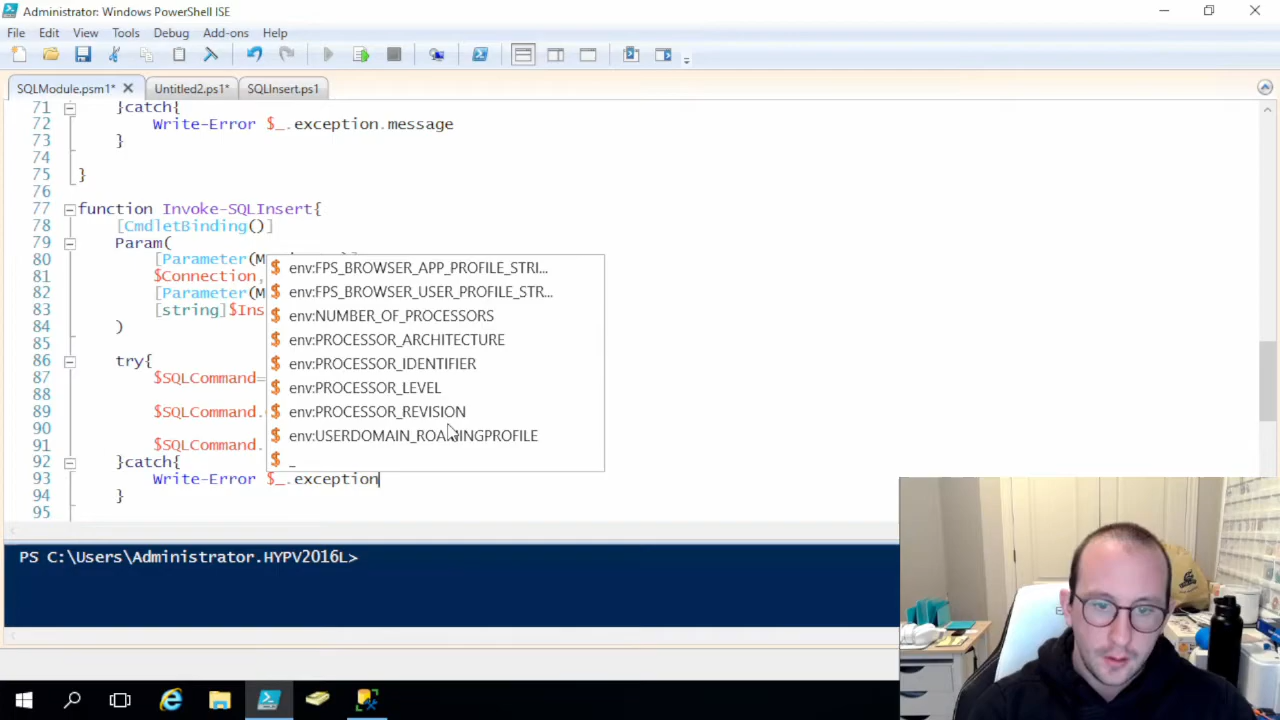 Administrator: Windows PowerShell ISE
File Edit View Tools Debug Add-ons Help
SQLModule.psm1* Untitled2.ps1* SQLInsert.ps1
71 }catch{
72 Write-Error $_.exception.message
73 }
74
75 }
76
77 function Invoke-SQLInsert{
78 [CmdletBinding()]
79 Param(
80 [Parameter(M
81 $Connection,
82 [Parameter(M
83 [string]$Ins
84 )
85
86 try{
87 $SQLCommand=
88
89 $SQLCommand.
90
91 $SQLCommand.
92 }catch{
93 Write-Error $_.exception
94 }
95
$ env:FPS_BROWSER_APP_PROFILE_STRI...
$ env:FPS_BROWSER_USER_PROFILE_STR...
$ env:NUMBER_OF_PROCESSORS
$ env:PROCESSOR_ARCHITECTURE
$ env:PROCESSOR_IDENTIFIER
$ env:PROCESSOR_LEVEL
$ env:PROCESSOR_REVISION
$ env:USERDOMAIN_ROAMINGPROFILE
$ _
PS C:\Users\Administrator.HYPV2016L>